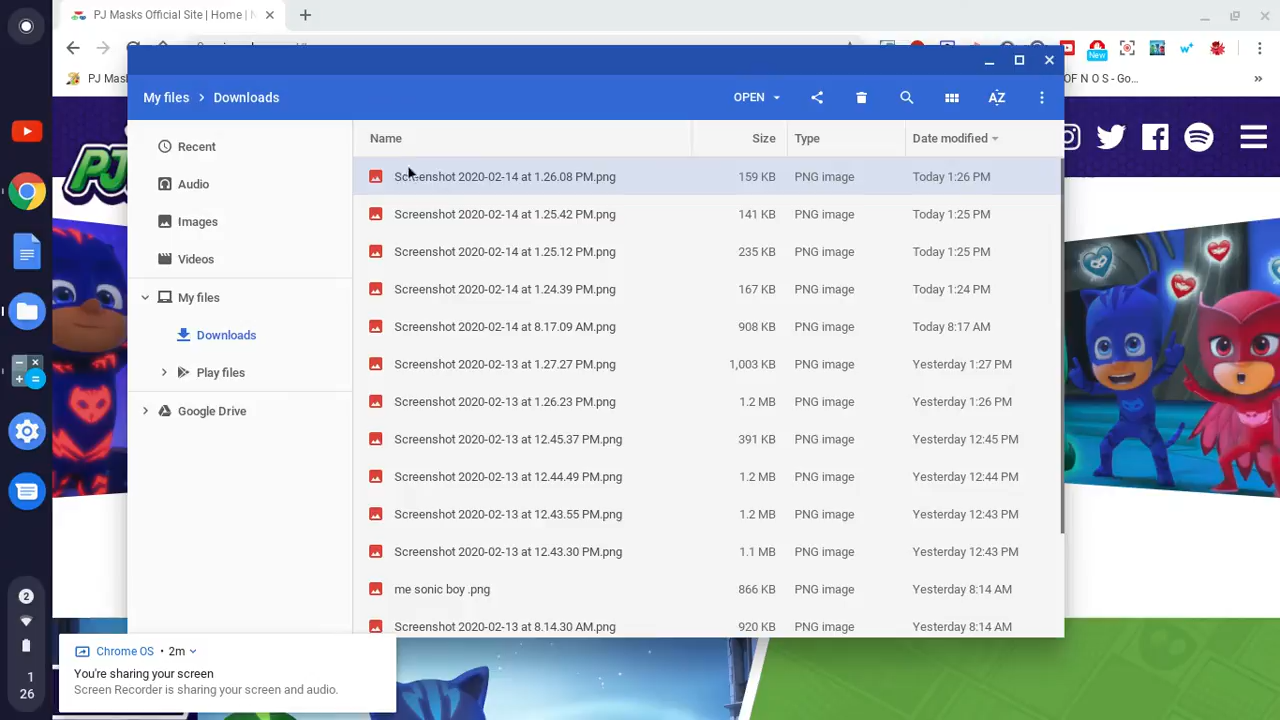 PJ Masks Official Site | Home |
New
PJ Mas
OF N O S - Go...
»
PJ
My files > Downloads
OPEN
AZ
Recent
Audio
Images
Videos
My files
Downloads
Play files
Google Drive
Name Size Type Date modified
Screenshot 2020-02-14 at 1.26.08 PM.png 159 KB PNG image Today 1:26 PM
Screenshot 2020-02-14 at 1.25.42 PM.png 141 KB PNG image Today 1:25 PM
Screenshot 2020-02-14 at 1.25.12 PM.png 235 KB PNG image Today 1:25 PM
Screenshot 2020-02-14 at 1.24.39 PM.png 167 KB PNG image Today 1:24 PM
Screenshot 2020-02-14 at 8.17.09 AM.png 908 KB PNG image Today 8:17 AM
Screenshot 2020-02-13 at 1.27.27 PM.png 1,003 KB PNG image Yesterday 1:27 PM
Screenshot 2020-02-13 at 1.26.23 PM.png 1.2 MB PNG image Yesterday 1:26 PM
Screenshot 2020-02-13 at 12.45.37 PM.png 391 KB PNG image Yesterday 12:45 PM
Screenshot 2020-02-13 at 12.44.49 PM.png 1.2 MB PNG image Yesterday 12:44 PM
Screenshot 2020-02-13 at 12.43.55 PM.png 1.2 MB PNG image Yesterday 12:43 PM
Screenshot 2020-02-13 at 12.43.30 PM.png 1.1 MB PNG image Yesterday 12:43 PM
me sonic boy .png 866 KB PNG image Yesterday 8:14 AM
Screenshot 2020-02-13 at 8.14.30 AM.png 920 KB PNG image Yesterday 8:14 AM
2
1
26
Chrome OS • 2m
You're sharing your screen
Screen Recorder is sharing your screen and audio.